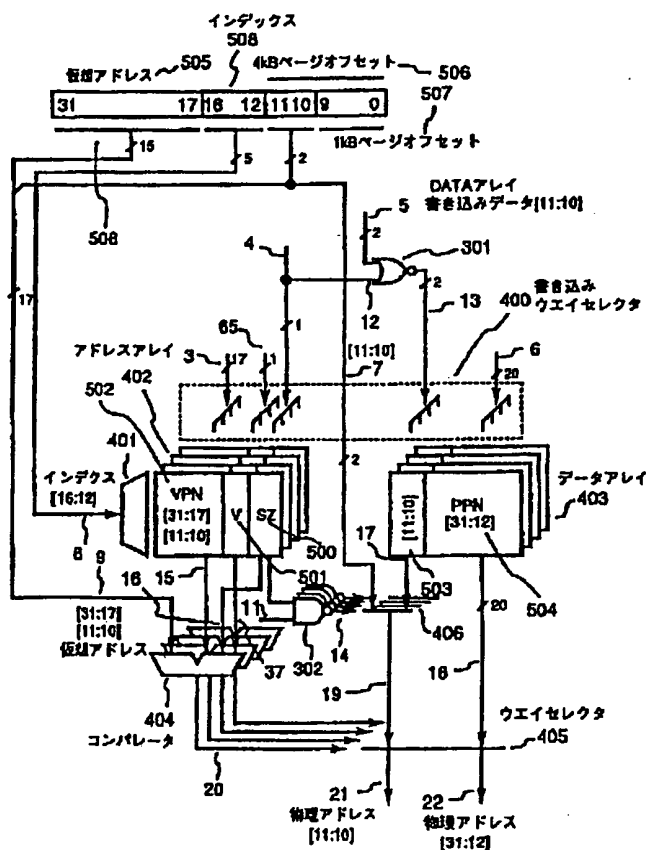 インデックス
508
4kBページオフセット
仮想アドレス 505
506
31 17 16 12 11 10 9 0
507
15
5
2
1kBページオフセット
508
DATAアレイ
書き込みデータ[11:10]
5
2
4
301
17
12
2
13
書き込み
400 ウエイセレクタ
65
1
[11:10]
6
アドレスアレイ
3
17
1
7
20
402
502
401
2
インデクス
[16:12]
VPN
[31:17]
[11:10]
V
SZ
[11:10]
PPN
[31:12]
データアレイ
403
8
500
17
9
15
501
503
504
16
11
20
[31:17]
[11:10]
仮想アドレス
302
14
406
37
404
19
18
コンパレータ
ウエイセレクタ
405
20
21
22
物理アドレス
[11:10]
物理アドレス
[31:12]